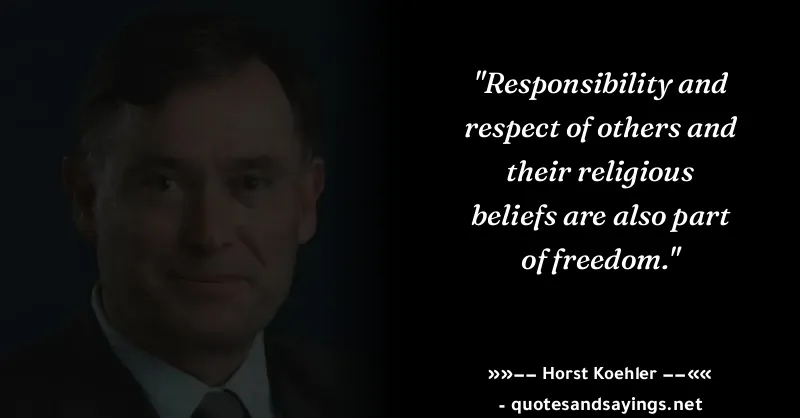 "Responsibility and
respect of others and
their religious
beliefs are also part
of freedom."
»»–– Horst Koehler ––««
- quotesandsayings.net